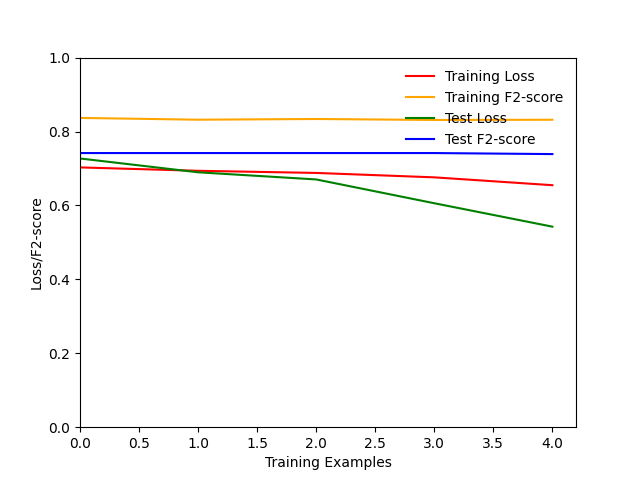 1.0
0.8
0.6
0.4
0.2
0.0
Loss/F2-score
Training Loss
Training F2-score
Test Loss
Test F2-score
0.0 0.5 1.0 1.5 2.0 2.5 3.0 3.5 4.0
Training Examples